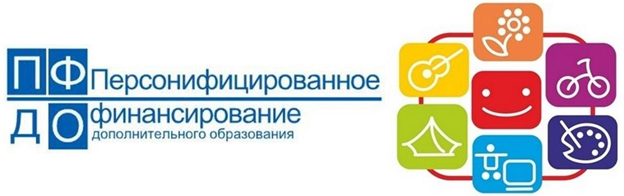 ПФ Персонифицированное
ДО финансирование
дополнительного образования